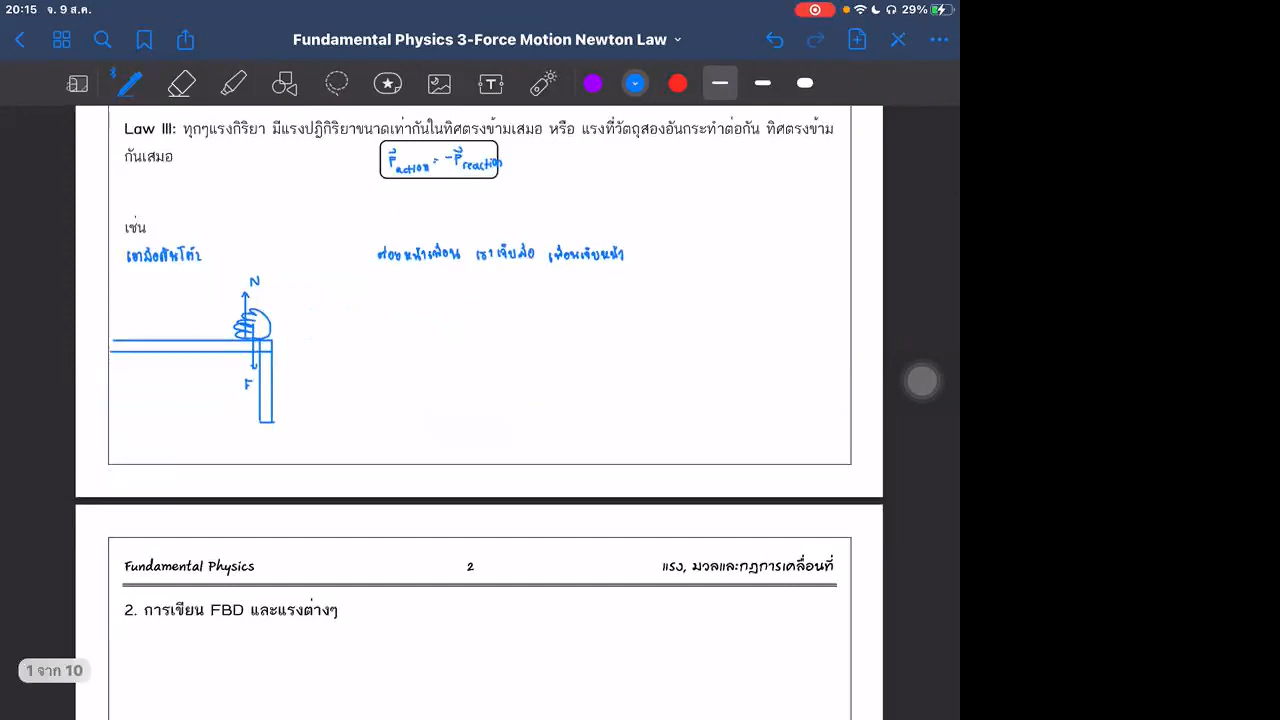 20:15 จ. 9 ส.ค.
29%
Fundamental Physics 3-Force Motion Newton Law
Law III: ทุกๆแรงกิริยา มีแรงปฏิกิริยาขนาดเท่ากันในทิศตรงข้ามเสมอ หรือ แรงที่วัตถุสองอันกระทำต่อกัน ทิศตรงข้าม
กันเสมอ
F⃗action = -F⃗reaction
เช่น
เอามือดันโต๊ะ
ต่อยหน้าเพื่อน เราเจ็บมือ เพื่อนเจ็บหน้า
N
F
Fundamental Physics 2 แรง, มวลและกฎการเคลื่อนที่
2. การเขียน FBD และแรงต่างๆ
1 จาก 10